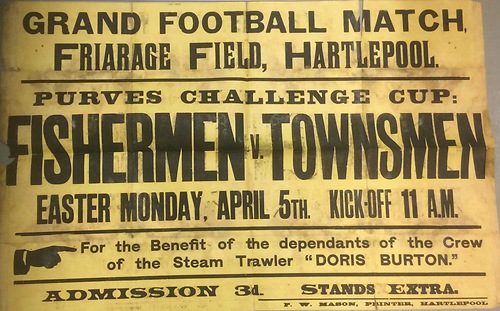 GRAND FOOTBALL MATCH,
FRIARAGE FIELD, HARTLEPOOL.
PURVES CHALLENGE CUP:
FISHERMEN V. TOWNSMEN
EASTER MONDAY, APRIL 5TH. KICK-OFF 11 A.M.
For the Benefit of the dependants of the Crew
of the Steam Trawler "DORIS BURTON."
ADMISSION 3d. STANDS EXTRA.
F. W. MASON, PRINTER, HARTLEPOOL